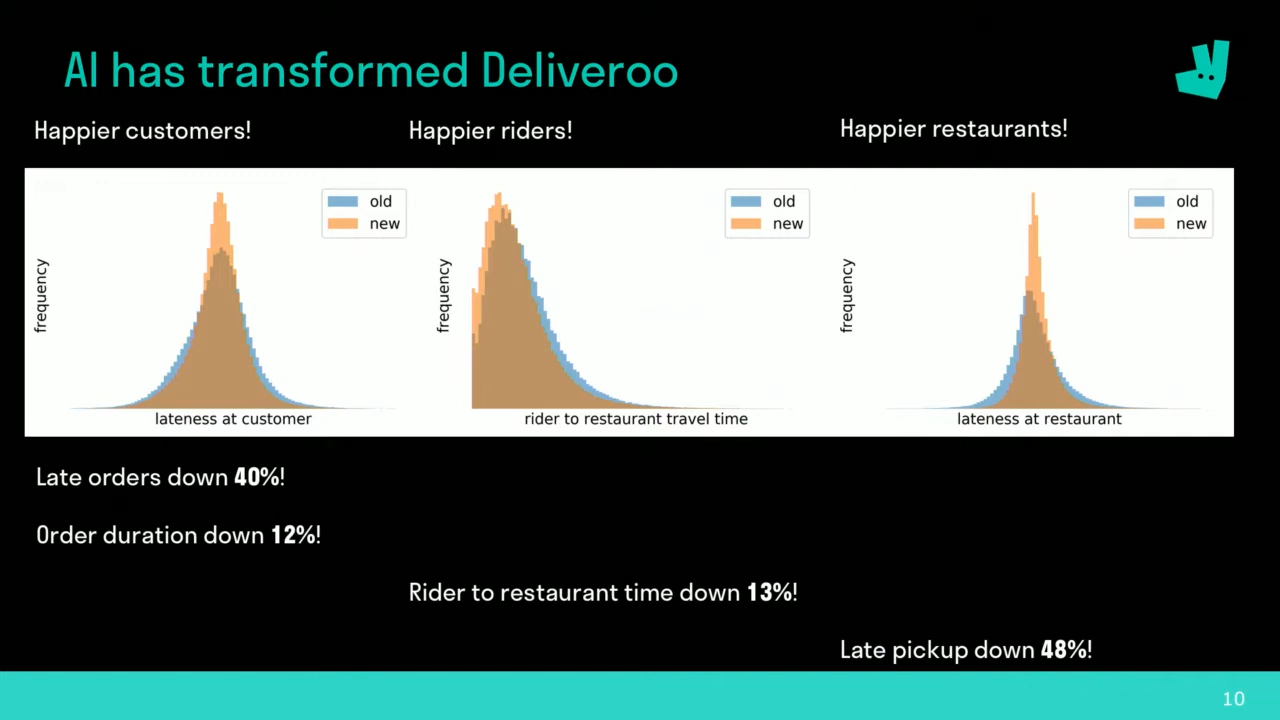 AI has transformed Deliveroo
Happier customers!
Happier riders!
Happier restaurants!
old
new
frequency
lateness at customer
old
new
frequency
rider to restaurant travel time
old
new
frequency
lateness at restaurant
Late orders down 40%!
Order duration down 12%!
Rider to restaurant time down 13%!
Late pickup down 48%!
10